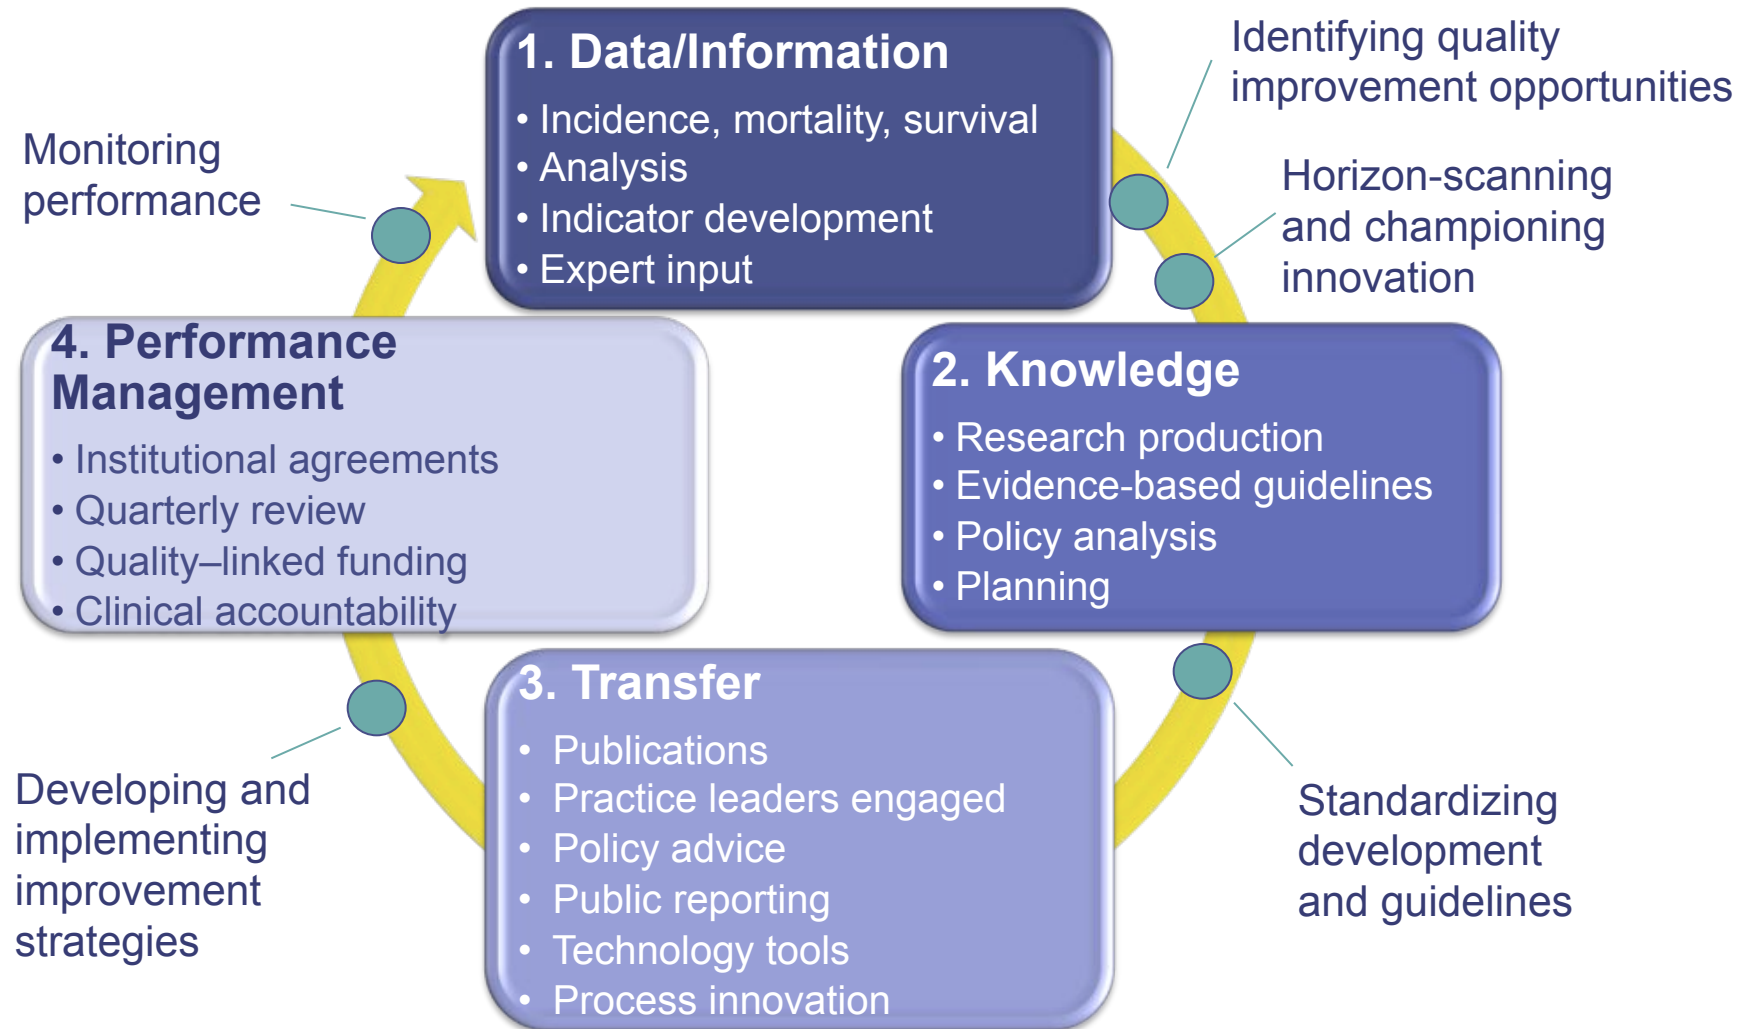 1. Data/Information
• Incidence, mortality, survival
• Analysis
• Indicator development
• Expert input
Identifying quality
improvement opportunities
Horizon-scanning
and championing
innovation
2. Knowledge
• Research production
• Evidence-based guidelines
• Policy analysis
• Planning
Standardizing
development
and guidelines
3. Transfer
• Publications
• Practice leaders engaged
• Policy advice
• Public reporting
• Technology tools
• Process innovation
Developing and
implementing
improvement
strategies
4. Performance
Management
• Institutional agreements
• Quarterly review
• Quality–linked funding
• Clinical accountability
Monitoring
performance